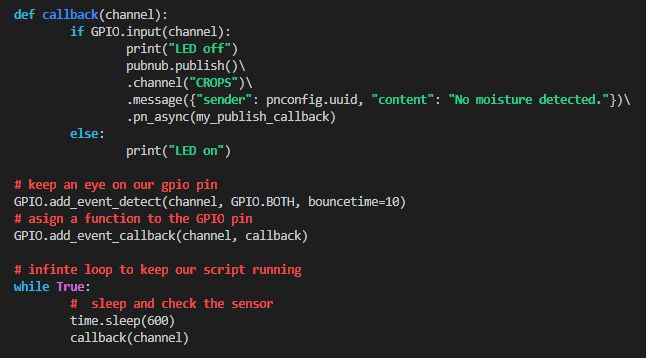 def callback(channel):
        if GPIO.input(channel):
                print("LED off")
                pubnub.publish()\
                .channel("CROPS")\
                .message({"sender": pnconfig.uuid, "content": "No moisture detected."})\
                .pn_async(my_publish_callback)
        else:
                print("LED on")

# keep an eye on our gpio pin
GPIO.add_event_detect(channel, GPIO.BOTH, bouncetime=10)
# asign a function to the GPIO pin
GPIO.add_event_callback(channel, callback)

# infinte loop to keep our script running
while True:
        #  sleep and check the sensor
        time.sleep(600)
        callback(channel)